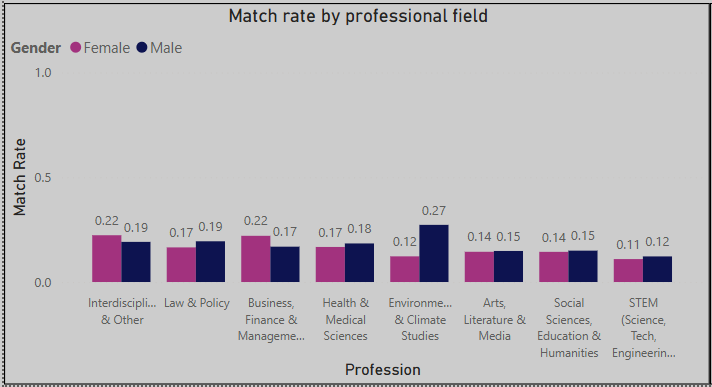 Match rate by professional field
Gender Female Male
Match Rate
1.0
0.5
0.0
0.22 0.19 0.17 0.19 0.22 0.17 0.17 0.18 0.12 0.27 0.14 0.15 0.14 0.15 0.11 0.12
Interdiscipli...
& Other
Law & Policy
Business,
Finance &
Manageme...
Health &
Medical
Sciences
Environme...
& Climate
Studies
Arts,
Literature &
Media
Social
Sciences,
Education &
Humanities
STEM
(Science,
Tech,
Engineerin...
Profession